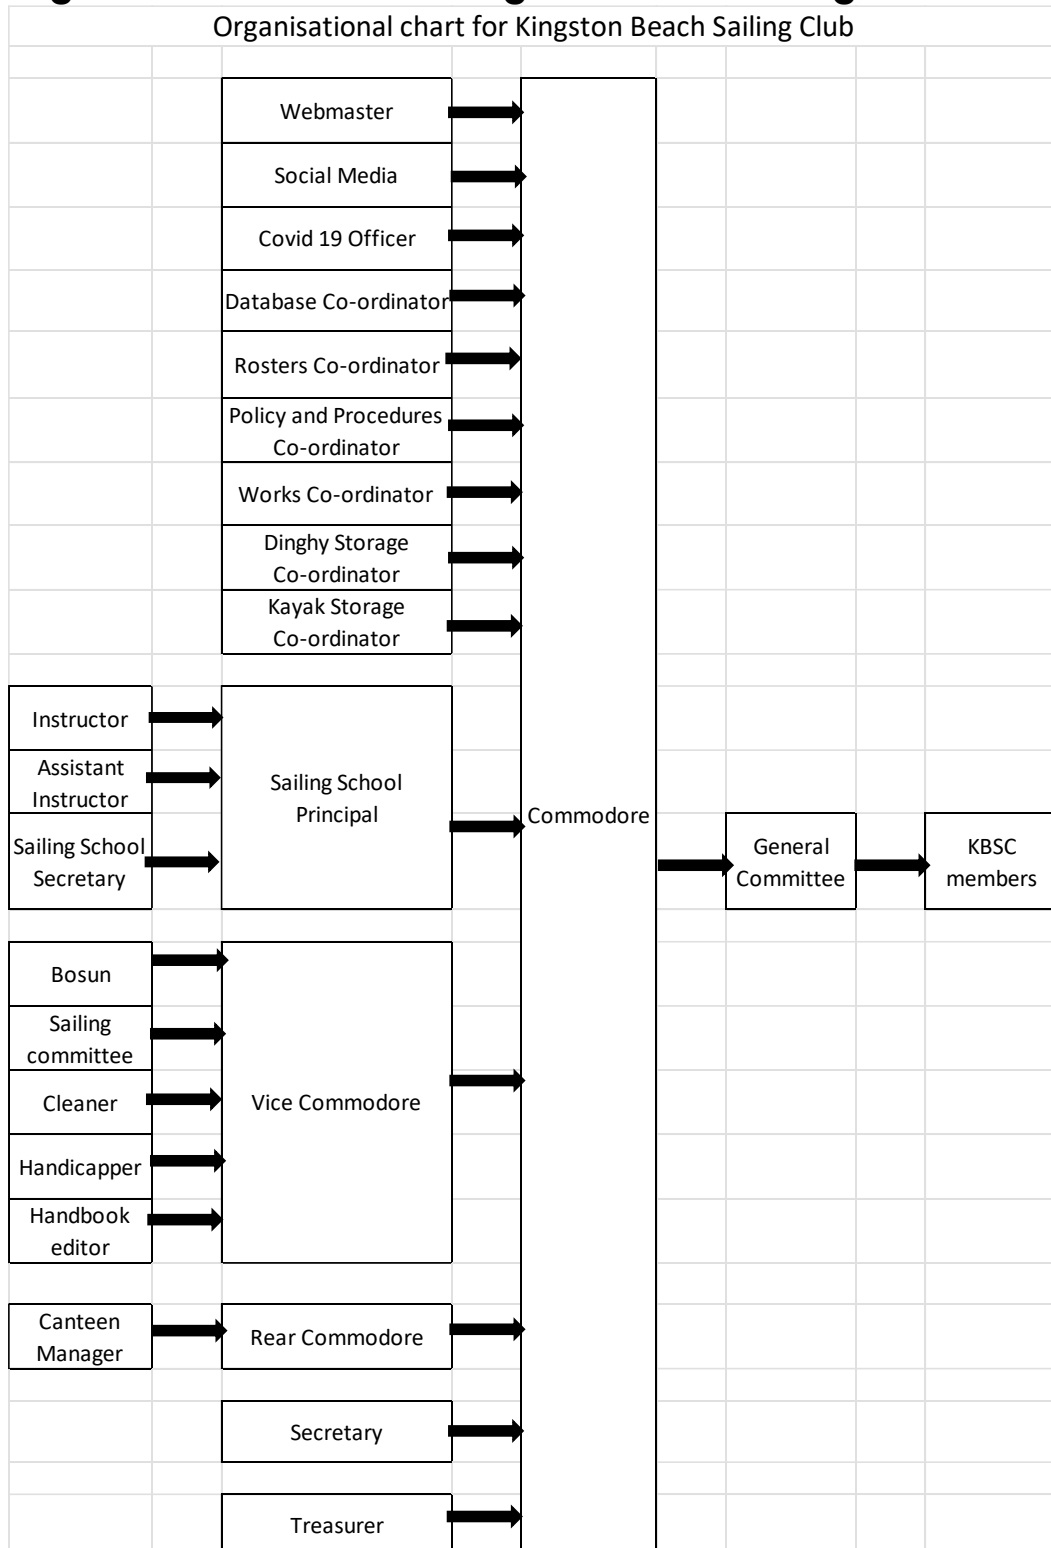 Organisational chart for Kingston Beach Sailing Club
Webmaster
Social Media
Covid 19 Officer
Database Co-ordinator
Rosters Co-ordinator
Policy and Procedures
Co-ordinator
Works Co-ordinator
Dinghy Storage
Co-ordinator
Kayak Storage
Co-ordinator
Instructor
Assistant
Instructor
Sailing School
Secretary
Sailing School
Principal
Commodore
General
Committee
KBSC
members
Bosun
Sailing
committee
Cleaner
Handicapper
Handbook
editor
Vice Commodore
Canteen
Manager
Rear Commodore
Secretary
Treasurer